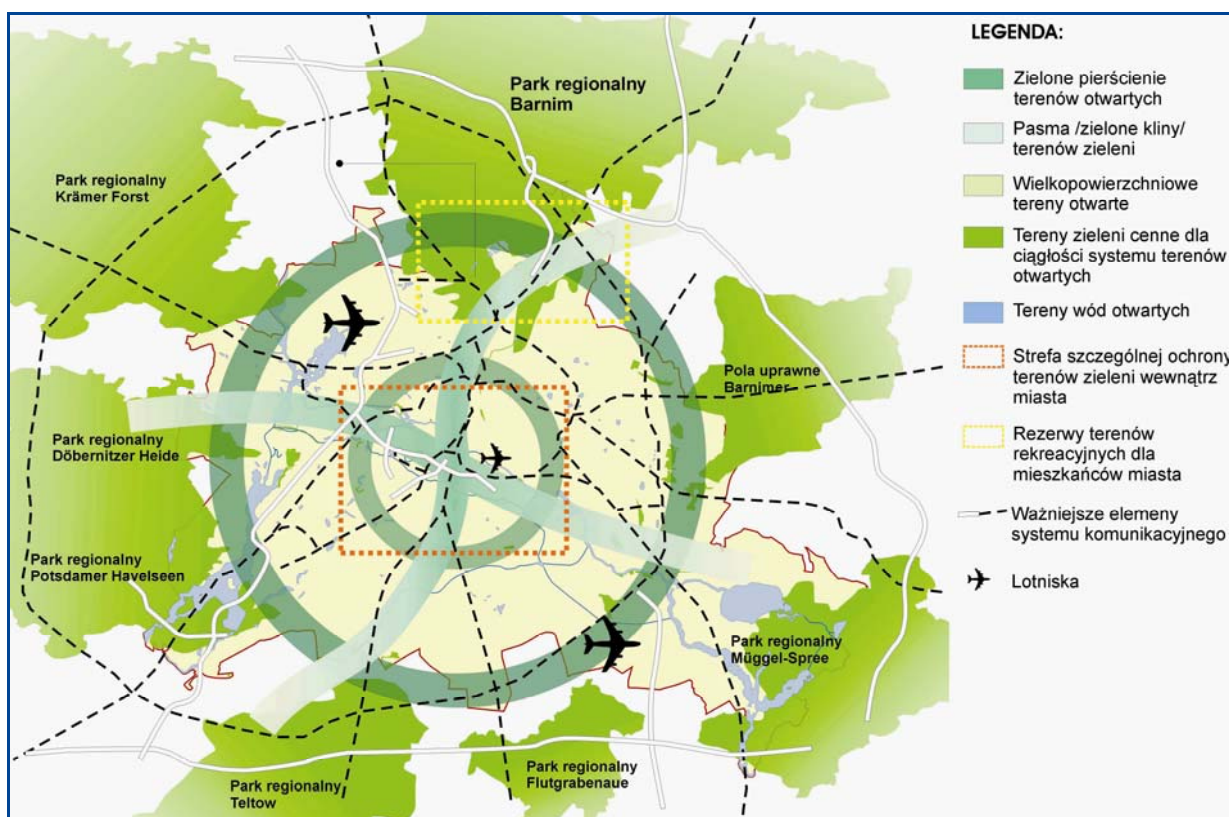 Park regionalny
Barnim
Park regionalny
Krämer Forst
Pola uprawne
Barnimer
Park regionalny
Döbernitzer Heide
Park regionalny
Potsdamer Havelseen
Park regionalny
Müggel-Spree
Park regionalny
Flutgrabenaue
Park regionalny
Teltow
LEGENDA:
Zielone pierścienie
terenów otwartych
Pasma /zielone kliny/
terenów zieleni
Wielkopowierzchniowe
tereny otwarte
Tereny zieleni cenne dla
ciągłości systemu terenów
otwartych
Tereny wód otwartych
Strefa szczególnej ochrony
terenów zieleni wewnątrz
miasta
Rezerwy terenów
rekreacyjnych dla
mieszkańców miasta
Ważniejsze elemeny
systemu komunikacyjnego
Lotniska